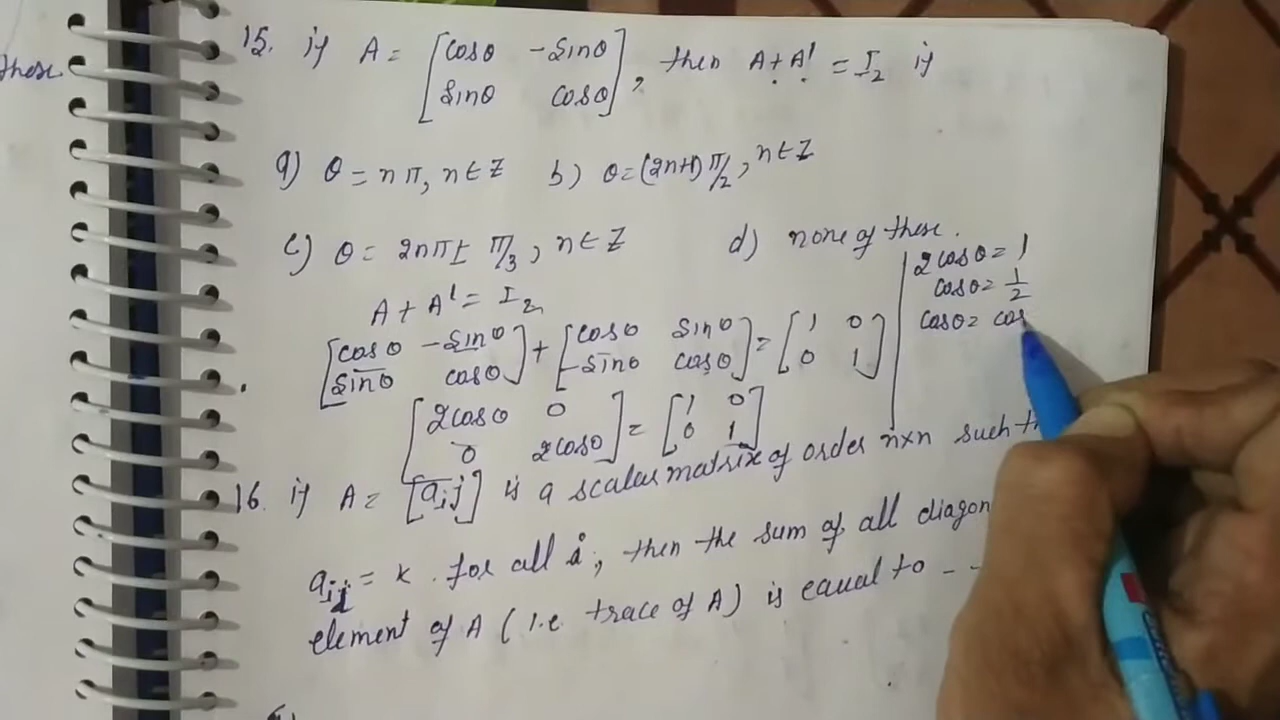 these
15. if A = [cosθ -sinθ
sinθ cosθ], then A+A' = I₂ if
a) θ = nπ, n∈Z b) θ=(2n+1)π/2, n∈Z
c) θ = 2nπ± π/3, n∈Z d) none of these.
A + A' = I₂
[cosθ -sinθ
sinθ cosθ] + [cosθ sinθ
-sinθ cosθ] = [1 0
0 1]
[2cosθ 0
0 2cosθ] = [1 0
0 1]
2cosθ = 1
cosθ = 1/2
cosθ = cos
16. if A = [aij] is a scalar matrix of order n×n such
aij = k for all i, then the sum of all diagon
element of A (i.e trace of A) is equal to - -